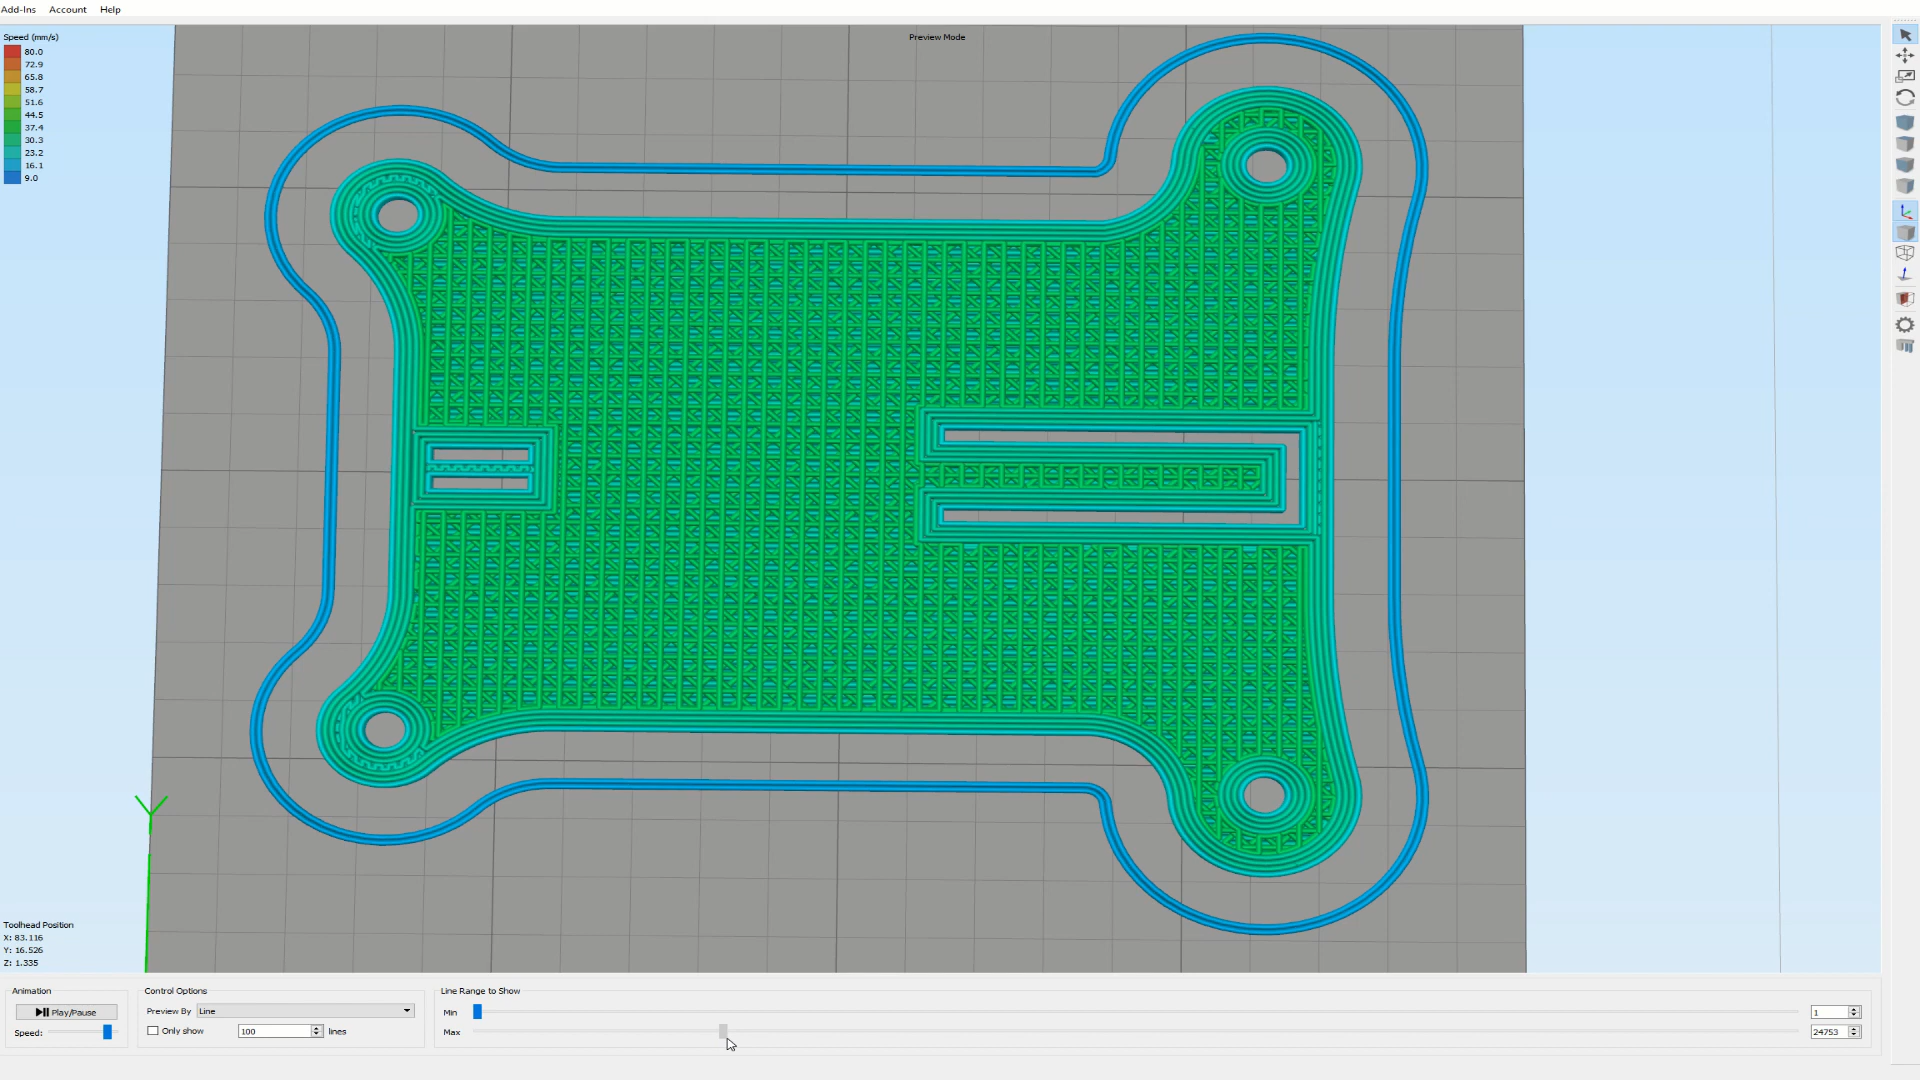 Add-Ins Account Help
Speed (mm/s)
80.0
72.9
65.8
58.7
51.6
44.5
37.4
30.3
23.2
16.1
9.0
Preview Mode
Toolhead Position
X: 83.116
Y: 16.526
Z: 1.335
Animation
Play/Pause
Speed:
Control Options
Preview By Line
Only show 100 lines
Line Range to Show
Min 1
Max 24753